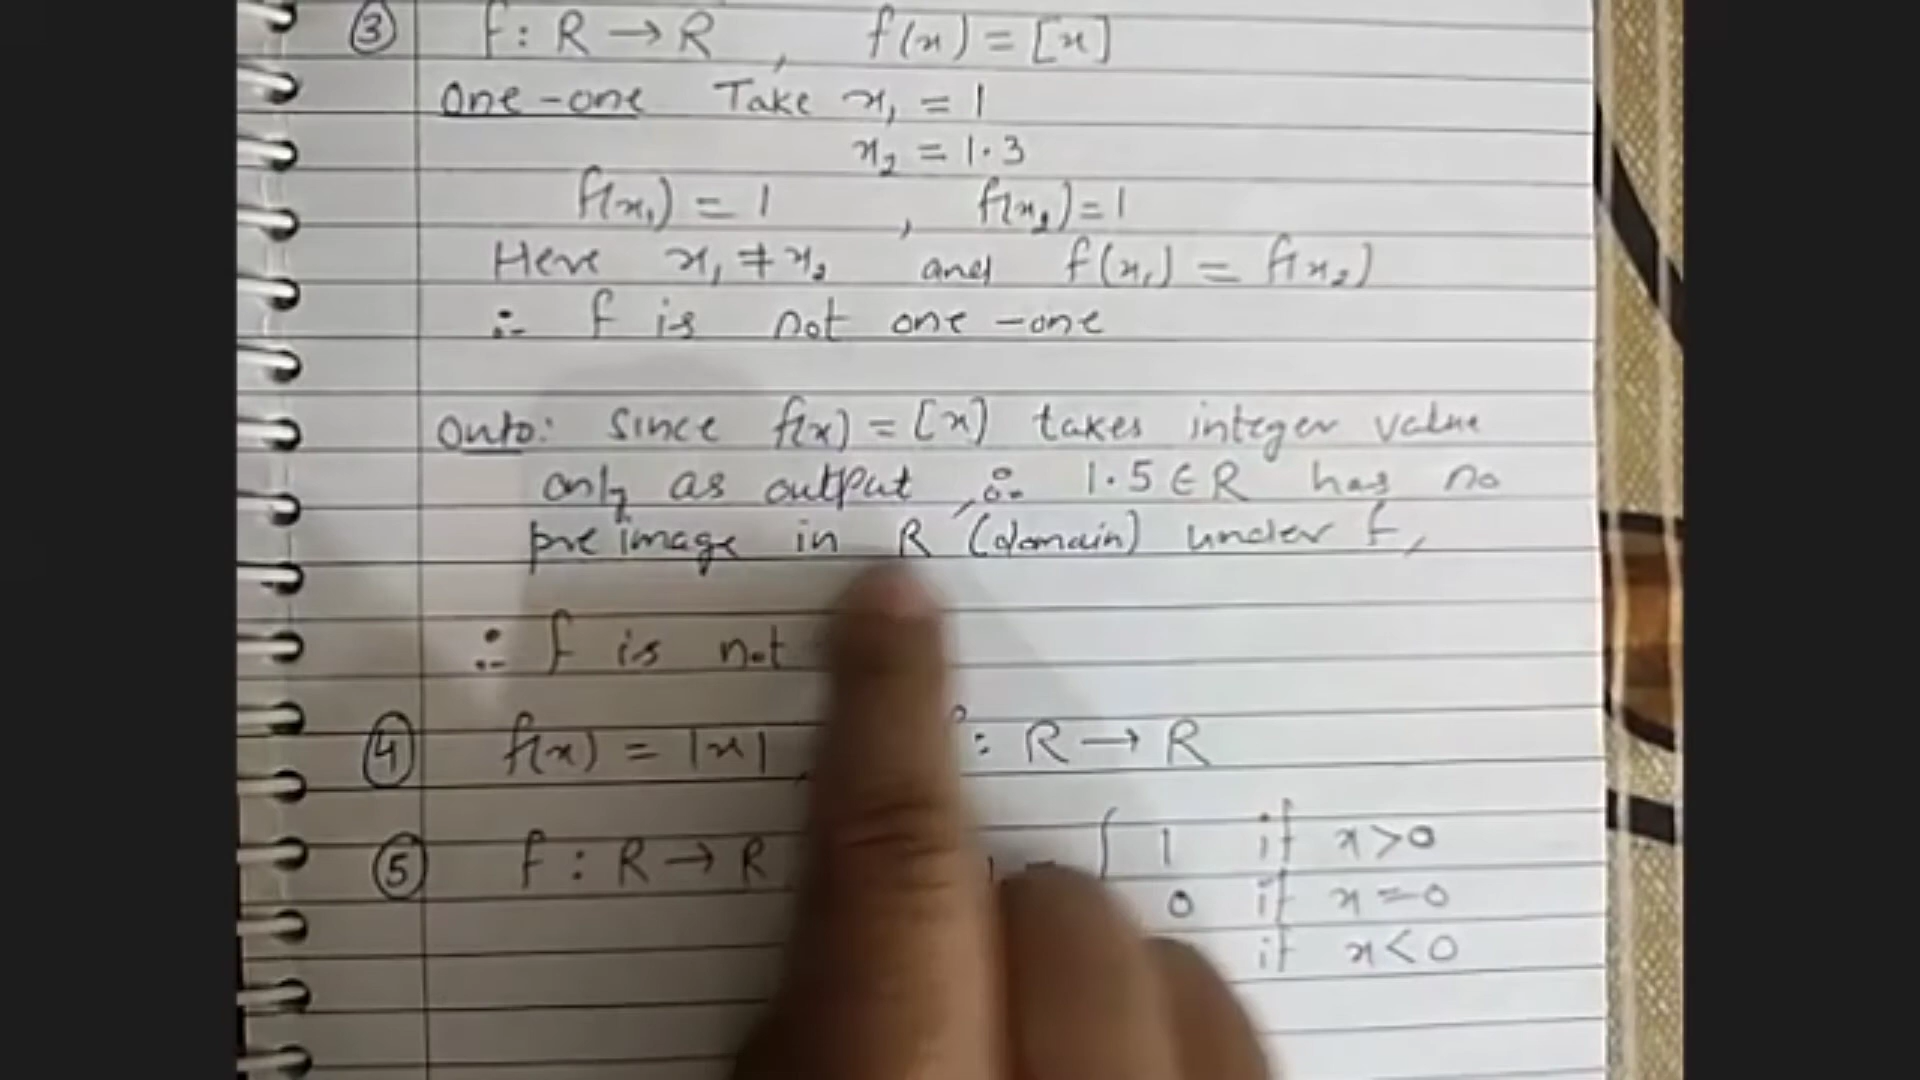 ③ f: R → R , f(x) = [x]
One-one Take x₁ = 1
x₂ = 1.3
f(x₁) = 1 , f(x₂) = 1
Here x₁ ≠ x₂ and f(x₁) = f(x₂)
∴ f is not one-one
Onto: Since f(x) = [x] takes integer value
only as output, ∴ 1.5 ∈ R has no
pre image in R (domain) under f,
∴ f is not
④ f(x) = |x| , : R → R
⑤ f : R → R = { 1 if x>0
0 if x=0
if x<0